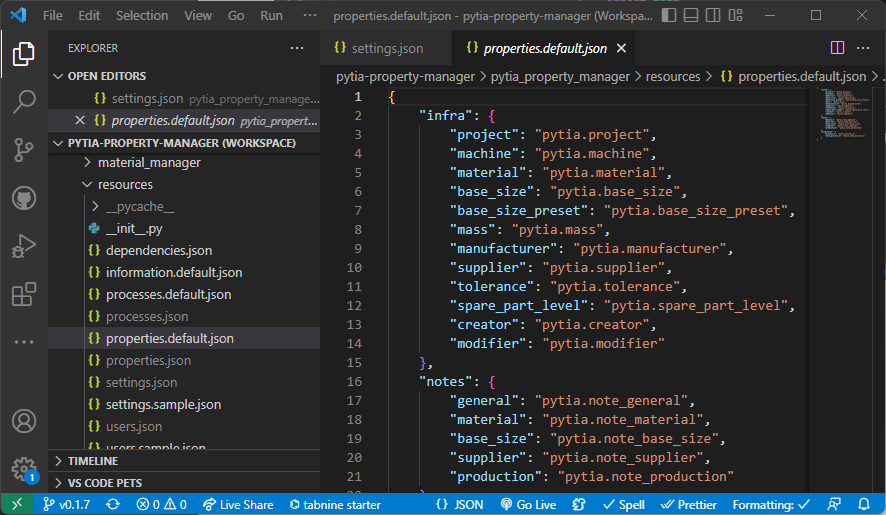 File Edit Selection View Go Run ··· properties.default.json - pytia-property-manager (Workspac...
EXPLORER ···
OPEN EDITORS
{} settings.json pytia_property_manage...
{} properties.default.json pytia_propert...
PYTIA-PROPERTY-MANAGER (WORKSPACE)
material_manager
resources
__pycache__
__init__.py
{} dependencies.json
{} information.default.json
{} processes.default.json
{} processes.json
{} properties.default.json
{} properties.json
{} settings.json
{} settings.sample.json
{} users.json
{} users.sample.json
TIMELINE
VS CODE PETS
{} settings.json {} properties.default.json
pytia-property-manager > pytia_property_manager > resources > {} properties.default.json > ...
1 {
2 "infra": {
3 "project": "pytia.project",
4 "machine": "pytia.machine",
5 "material": "pytia.material",
6 "base_size": "pytia.base_size",
7 "base_size_preset": "pytia.base_size_preset",
8 "mass": "pytia.mass",
9 "manufacturer": "pytia.manufacturer",
10 "supplier": "pytia.supplier",
11 "tolerance": "pytia.tolerance",
12 "spare_part_level": "pytia.spare_part_level",
13 "creator": "pytia.creator",
14 "modifier": "pytia.modifier"
15 },
16 "notes": {
17 "general": "pytia.note_general",
18 "material": "pytia.note_material",
19 "base_size": "pytia.note_base_size",
20 "supplier": "pytia.note_supplier",
21 "production": "pytia.note_production"
1
v0.1.7 0 0 Live Share tabnine starter {} JSON Go Live Spell Prettier Formatting: